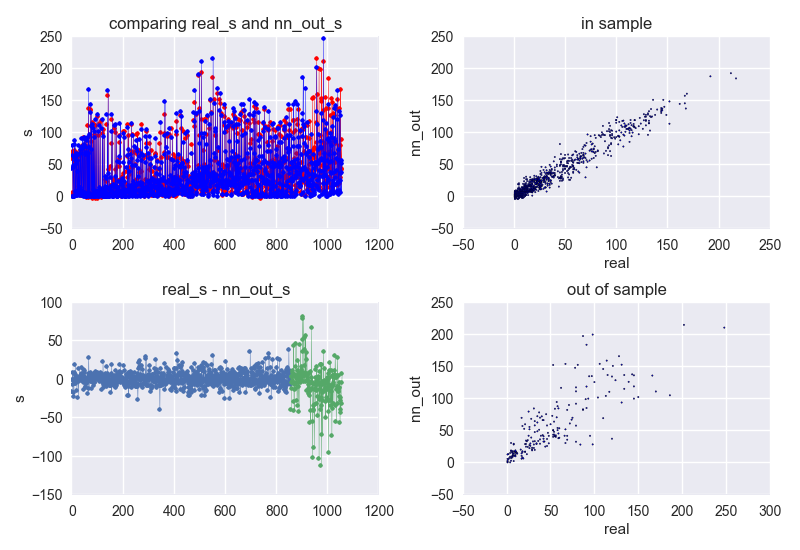 comparing real_s and nn_out_s
250
200
150
100
50
0
-50
s
0 200 400 600 800 1000 1200
in sample
250
200
150
100
50
0
-50
nn_out
-50 0 50 100 150 200 250
real
real_s - nn_out_s
100
50
0
-50
-100
-150
s
0 200 400 600 800 1000 1200
out of sample
250
200
150
100
50
0
-50
nn_out
-50 0 50 100 150 200 250 300
real